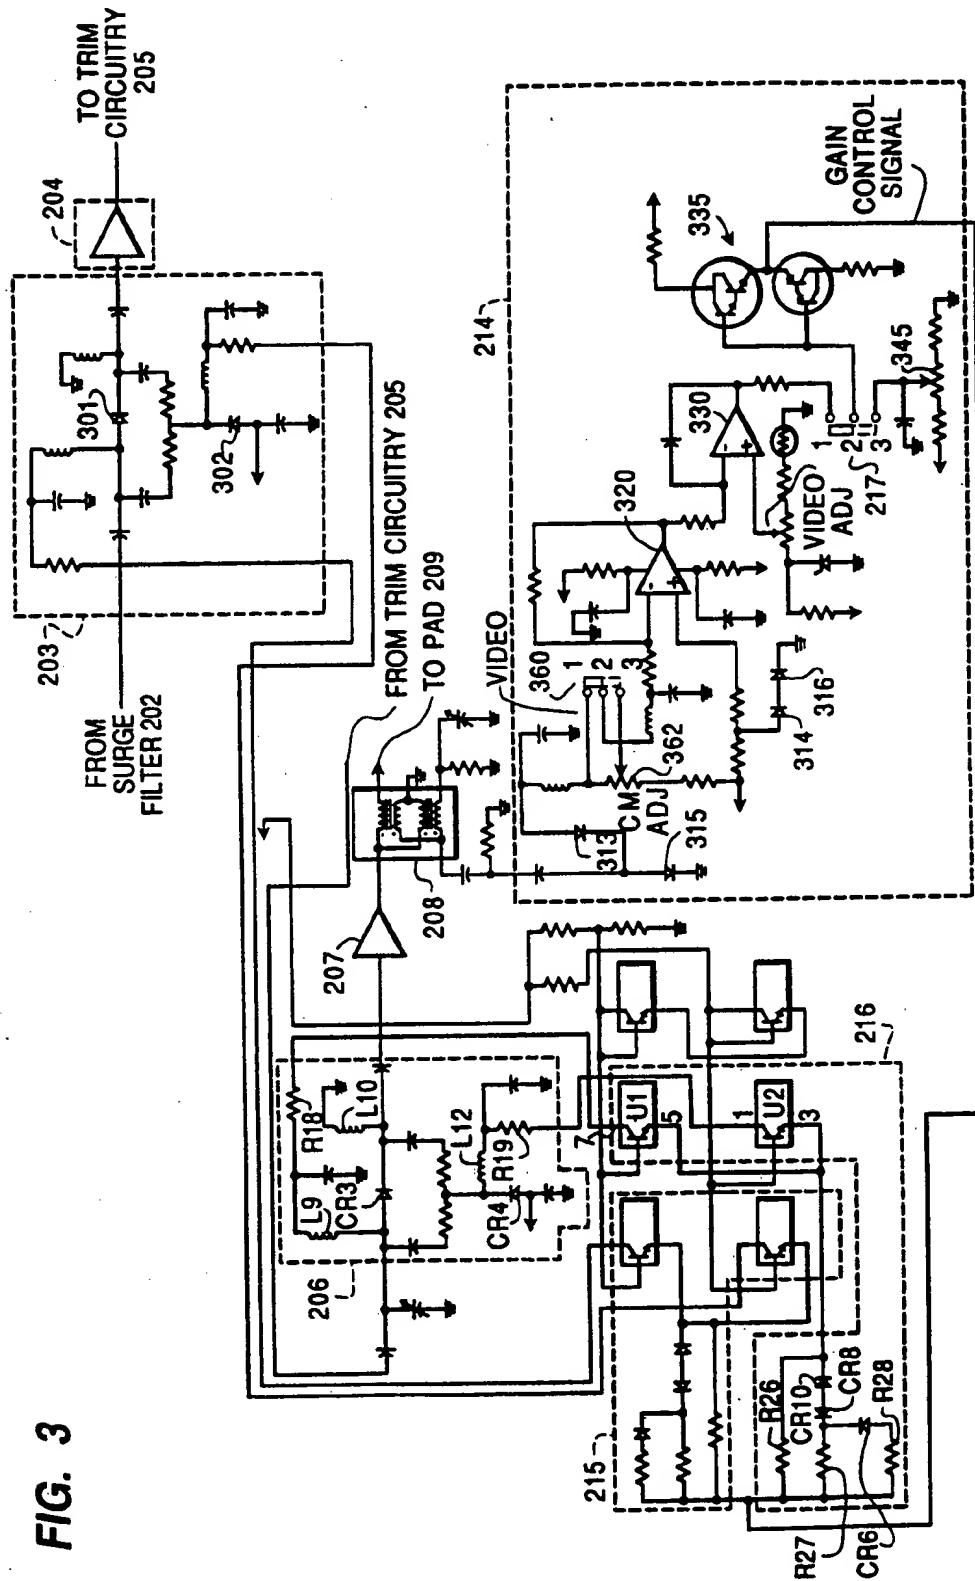 FIG. 3
TO TRIM
CIRCUITRY
205
204
203
301
302
FROM
SURGE
FILTER 202
FROM TRIM CIRCUITRY 205
TO PAD 209
207
208
206
R18
L10
L9
CR3
L12
R19
CR4
214
GAIN
CONTROL
SIGNAL
335
330
320
345
1
2
3
217
VIDEO
ADJ
VIDEO
360
1
2
3
362
CM
ADJ
313
315
314
316
216
7
U1
5
1
U2
3
215
R26
CR10
CR8
R28
R27
CR6
- +
- +